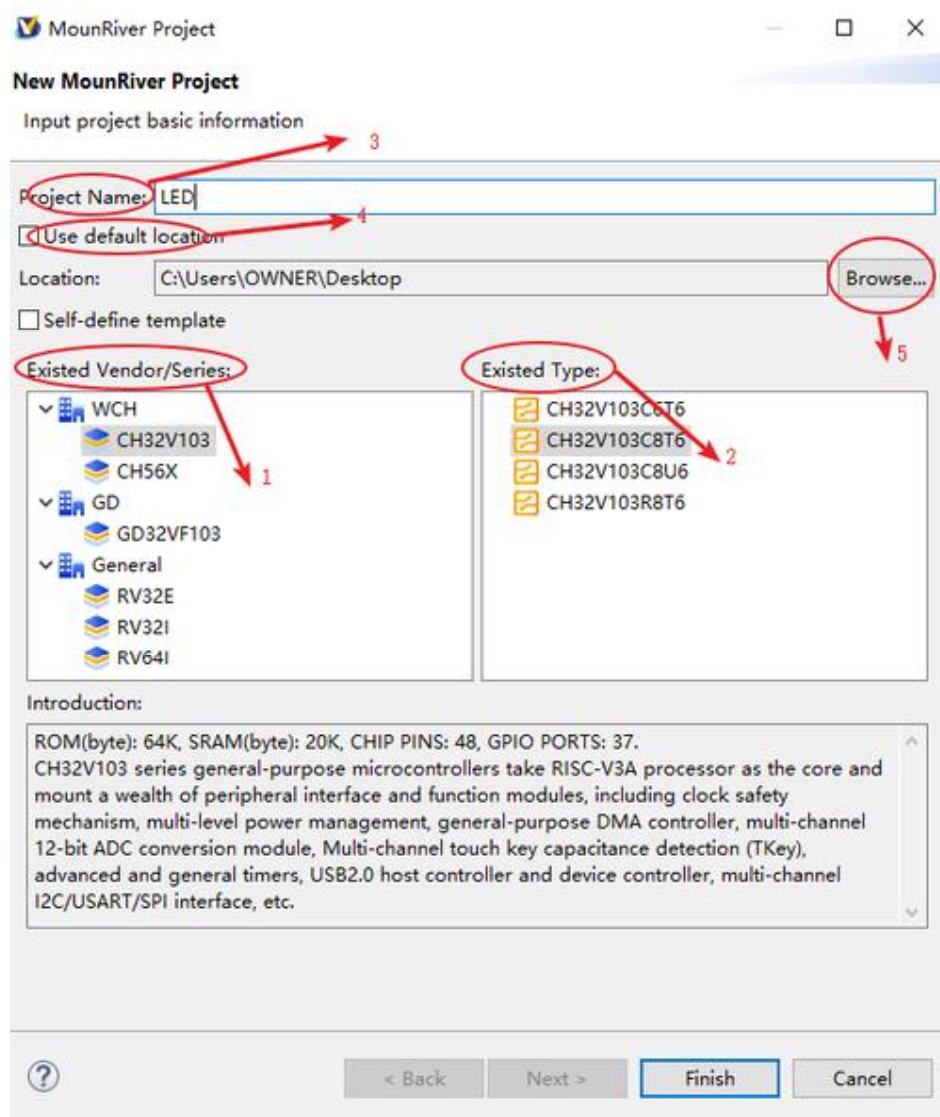 MounRiver Project
New MounRiver Project
Input project basic information
3
Project Name: LED
4
Use default location
Location: C:\Users\OWNER\Desktop Browse...
Self-define template
5
Existed Vendor/Series: Existed Type:
WCH CH32V103C6T6
CH32V103 CH32V103C8T6
2
CH56X CH32V103C8U6
1
GD CH32V103R8T6
GD32VF103
General
RV32E
RV32I
RV64I
Introduction:
ROM(byte): 64K, SRAM(byte): 20K, CHIP PINS: 48, GPIO PORTS: 37.
CH32V103 series general-purpose microcontrollers take RISC-V3A processor as the core and
mount a wealth of peripheral interface and function modules, including clock safety
mechanism, multi-level power management, general-purpose DMA controller, multi-channel
12-bit ADC conversion module, Multi-channel touch key capacitance detection (TKey),
advanced and general timers, USB2.0 host controller and device controller, multi-channel
I2C/USART/SPI interface, etc.
? < Back Next > Finish Cancel